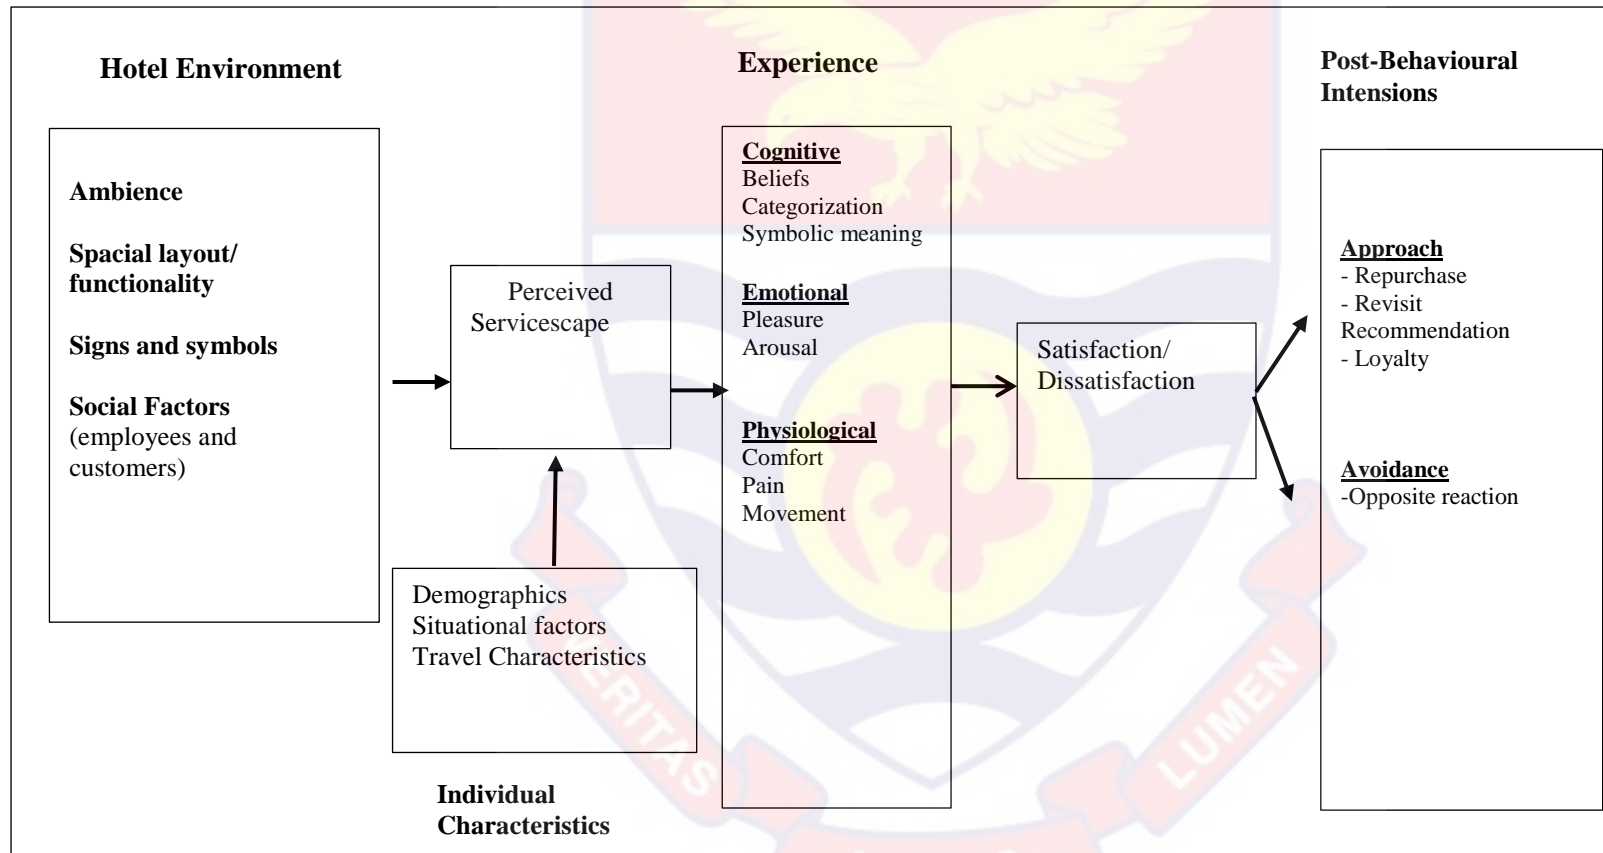 Hotel Environment
Ambience
Spacial layout/
functionality
Signs and symbols
Social Factors
(employees and
customers)
Perceived
Servicescape
Demographics
Situational factors
Travel Characteristics
Individual
Characteristics
Experience
Cognitive
Beliefs
Categorization
Symbolic meaning
Emotional
Pleasure
Arousal
Physiological
Comfort
Pain
Movement
Satisfaction/
Dissatisfaction
Post-Behavioural
Intensions
Approach
- Repurchase
- Revisit
Recommendation
- Loyalty
Avoidance
-Opposite reaction
VERITAS
LUMEN